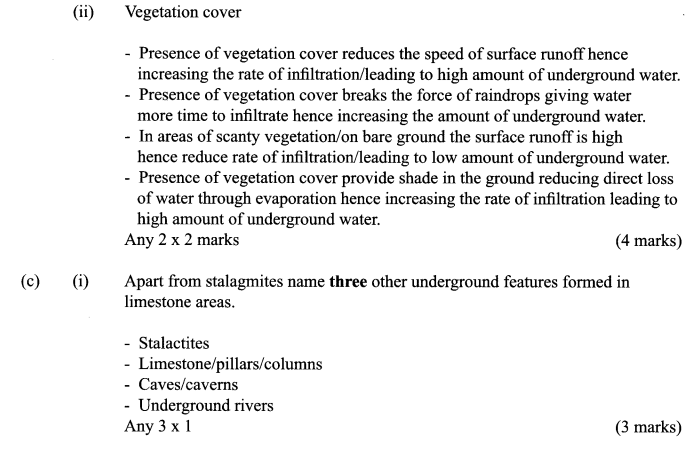 (ii) Vegetation cover
- Presence of vegetation cover reduces the speed of surface runoff hence
increasing the rate of infiltration/leading to high amount of underground water.
- Presence of vegetation cover breaks the force of raindrops giving water
more time to infiltrate hence increasing the amount of underground water.
- In areas of scanty vegetation/on bare ground the surface runoff is high
hence reduce rate of infiltration/leading to low amount of underground water.
- Presence of vegetation cover provide shade in the ground reducing direct loss
of water through evaporation hence increasing the rate of infiltration leading to
high amount of underground water.
Any 2 x 2 marks (4 marks)
(c) (i) Apart from stalagmites name three other underground features formed in
limestone areas.
- Stalactites
- Limestone/pillars/columns
- Caves/caverns
- Underground rivers
Any 3 x 1 (3 marks)